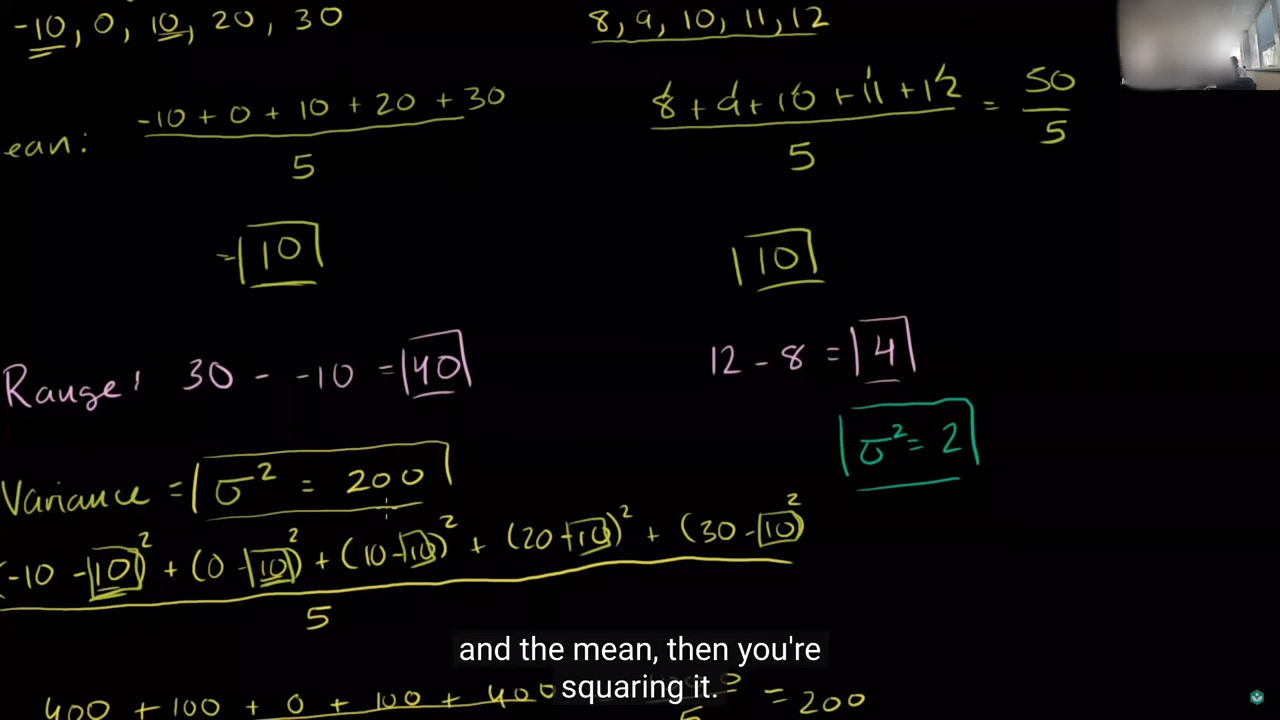 -10, 0, 10, 20, 30
8, 9, 10, 11, 12
ean: -10 + 0 + 10 + 20 + 30
5
8 + 9 + 10 + 11 + 12 = 50
5 5
= 10
10
Range: 30 - -10 = 40
12 - 8 = 4
σ² = 2
Variance = σ² = 200
(-10 - 10)² + (0 - 10)² + (10 - 10)² + (20 - 10)² + (30 - 10)²
5
400 + 100 + 0 + 100 + 400
= 200
and the mean, then you're
squaring it.